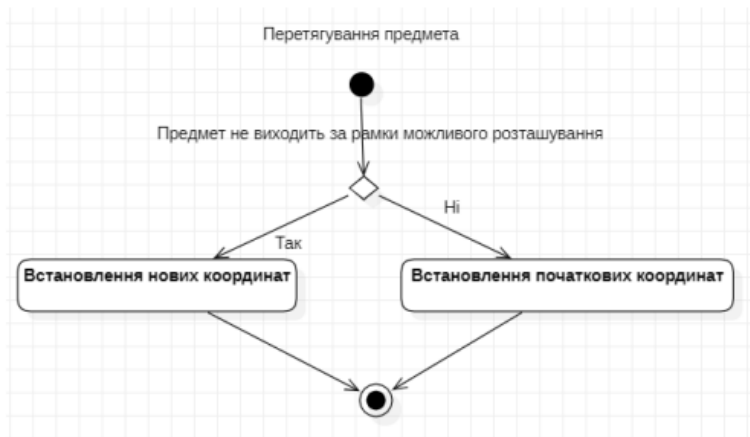 Перетягування предмета
Предмет не виходить за рамки можливого розташування
Ні
Так
Встановлення нових координат
Встановлення початкових координат